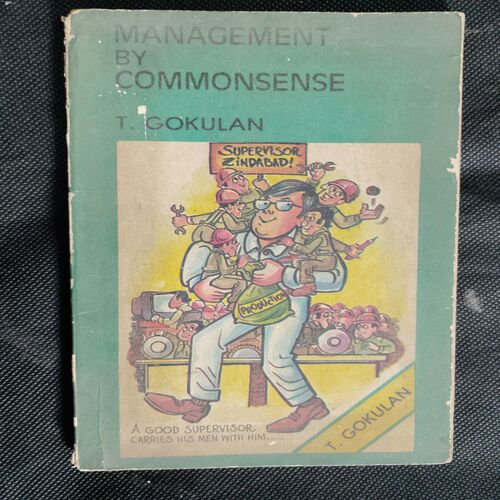 MANAGEMENT
BY
COMMONSENSE
T. GOKULAN
SUPERVISOR
ZINDABAD!
PRODUCTION
A GOOD SUPERVISOR
CARRIES HIS MEN WITH HIM.....
T. GOKULAN